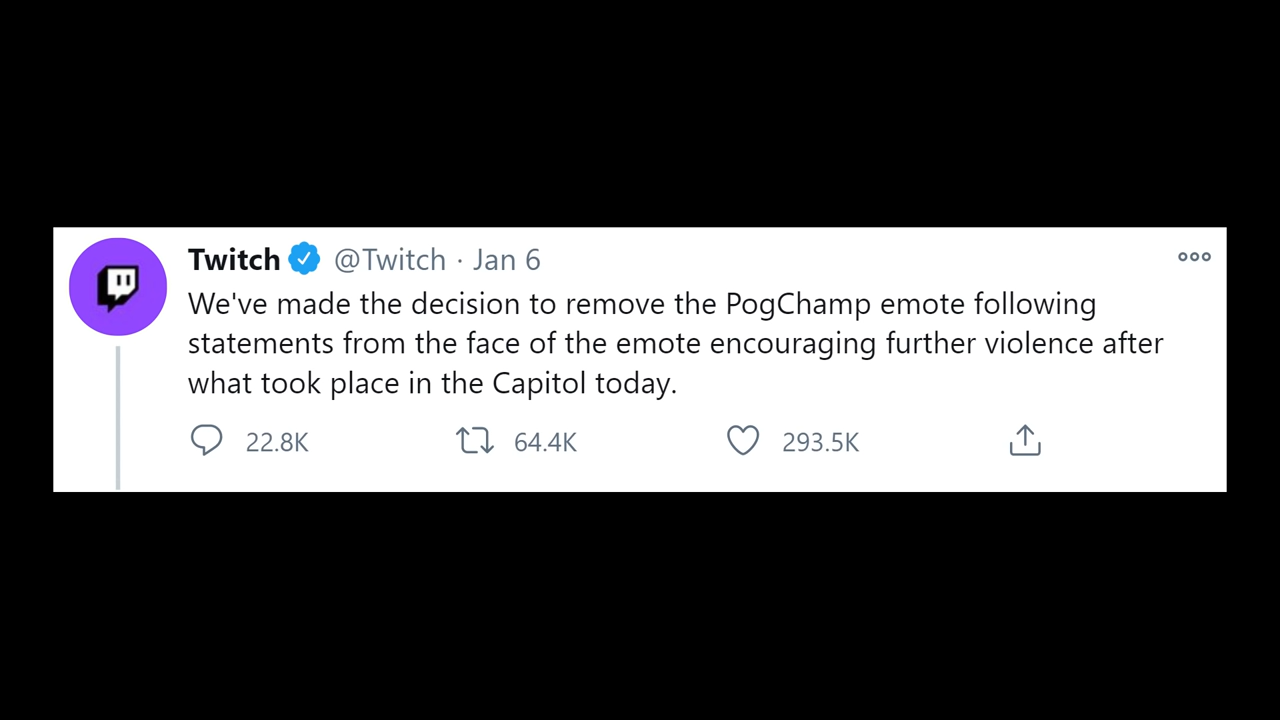 Twitch @Twitch · Jan 6
We've made the decision to remove the PogChamp emote following
statements from the face of the emote encouraging further violence after
what took place in the Capitol today.
22.8K 64.4K 293.5K